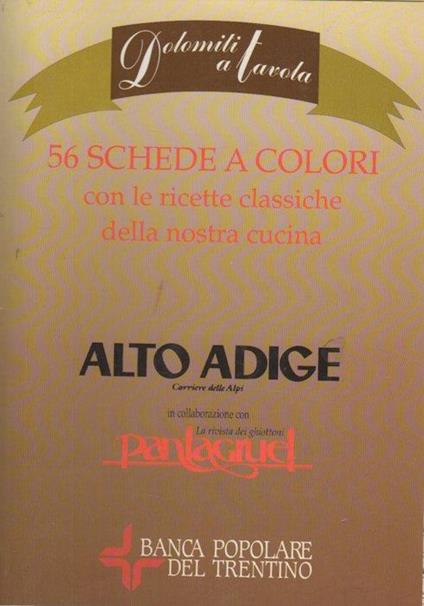 Dolomiti
a tavola
56 SCHEDE A COLORI
con le ricette classiche
della nostra cucina
ALTO ADIGE
Corriere delle Alpi
in collaborazione con
La rivista dei ghiottoni
pantagruel
BANCA POPOLARE
DEL TRENTINO